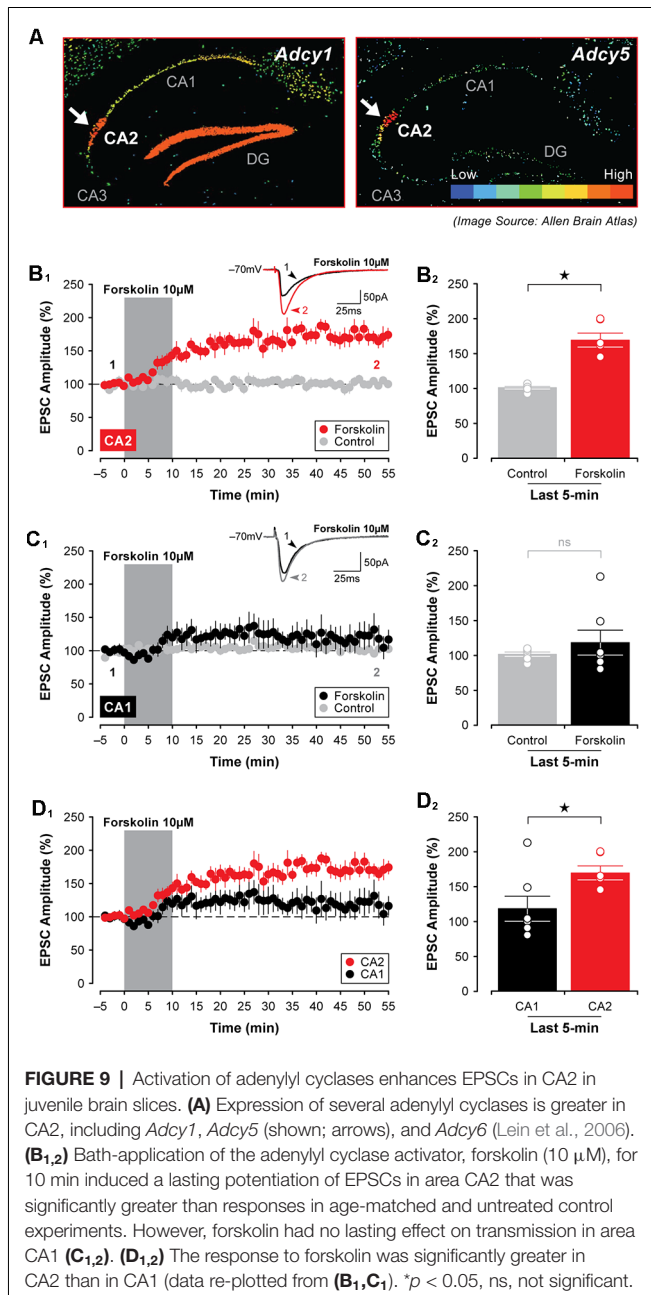 A
Adcy1
CA1
CA2
DG
CA3
Adcy5
CA1
CA2
DG
CA3
Low
High
(Image Source: Allen Brain Atlas)
B1
Forskolin 10µM
EPSC Amplitude (%)
250
200
150
100
50
0
1
2
CA2
−70mV
1
Forskolin 10µM
2
50pA
25ms
Forskolin
Control
−5 0 5 10 15 20 25 30 35 40 45 50 55
Time (min)
B2
★
EPSC Amplitude (%)
250
200
150
100
50
0
Control Forskolin
Last 5-min
C1
Forskolin 10µM
EPSC Amplitude (%)
250
200
150
100
50
0
1
2
CA1
−70mV
1
Forskolin 10µM
2
50pA
25ms
Forskolin
Control
−5 0 5 10 15 20 25 30 35 40 45 50 55
Time (min)
C2
ns
EPSC Amplitude (%)
250
200
150
100
50
0
Control Forskolin
Last 5-min
D1
Forskolin 10µM
EPSC Amplitude (%)
250
200
150
100
50
0
CA2
CA1
−5 0 5 10 15 20 25 30 35 40 45 50 55
Time (min)
D2
★
EPSC Amplitude (%)
250
200
150
100
50
0
CA1 CA2
Last 5-min
FIGURE 9 | Activation of adenylyl cyclases enhances EPSCs in CA2 in
juvenile brain slices. (A) Expression of several adenylyl cyclases is greater in
CA2, including Adcy1, Adcy5 (shown; arrows), and Adcy6 (Lein et al., 2006).
(B1,2) Bath-application of the adenylyl cyclase activator, forskolin (10 µM), for
10 min induced a lasting potentiation of EPSCs in area CA2 that was
significantly greater than responses in age-matched and untreated control
experiments. However, forskolin had no lasting effect on transmission in area
CA1 (C1,2). (D1,2) The response to forskolin was significantly greater in
CA2 than in CA1 (data re-plotted from (B1,C1). *p < 0.05, ns, not significant.